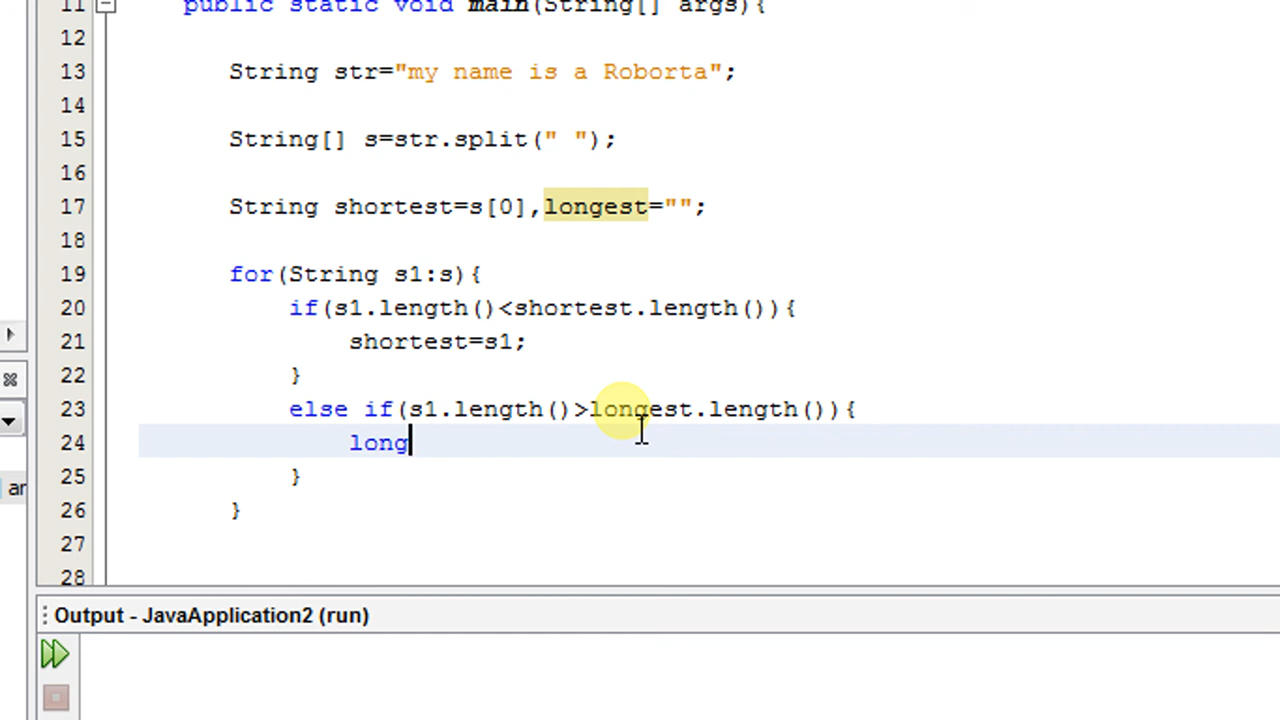 11 public static void main(String[] args){
12
13 String str="my name is a Roborta";
14
15 String[] s=str.split(" ");
16
17 String shortest=s[0],longest="";
18
19 for(String s1:s){
20 if(s1.length()<shortest.length()){
21 shortest=s1;
22 }
23 else if(s1.length()>longest.length()){
24 long
25 }
26 }
27
28
ar
Output - JavaApplication2 (run)